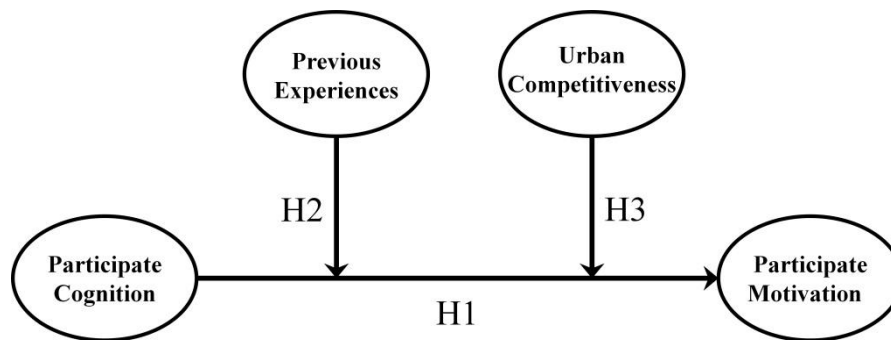 Previous
Experiences
Urban
Competitiveness
H2
H3
Participate
Cognition
Participate
Motivation
H1